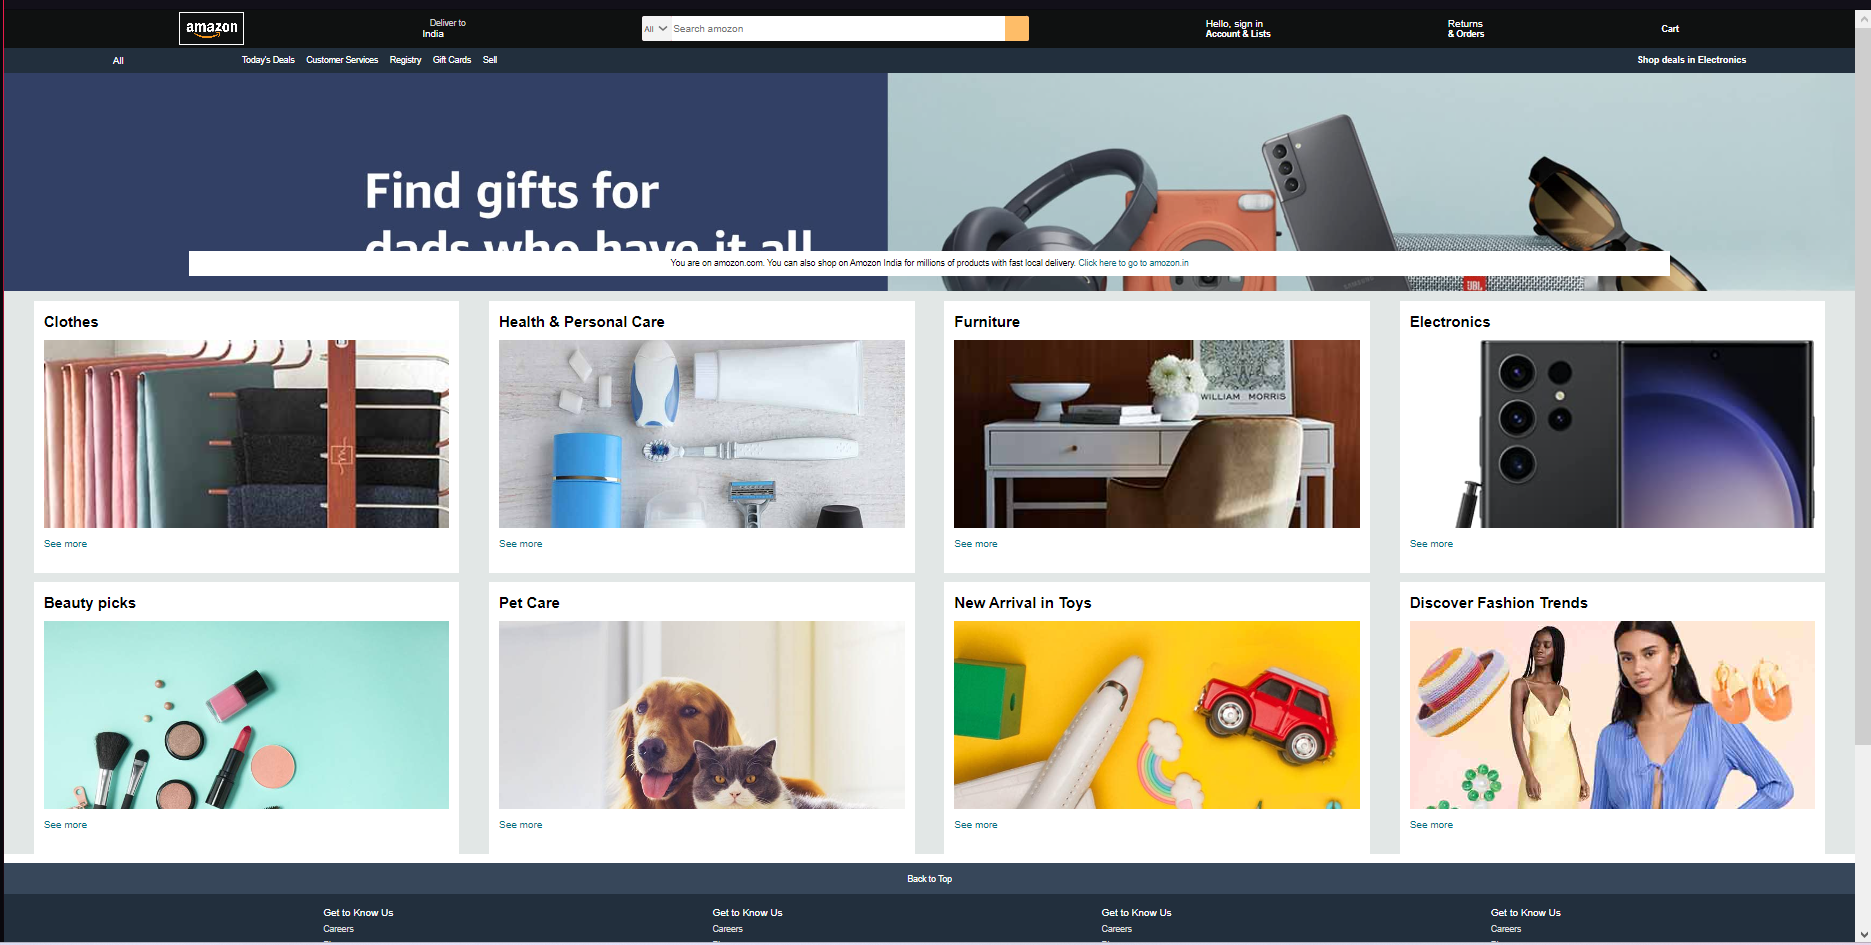 amazon
Deliver to
India
All
Search amozon
Hello, sign in
Account & Lists
Returns
& Orders
Cart
All
Today's Deals
Customer Services
Registry
Gift Cards
Sell
Shop deals in Electronics
Find gifts for
dads who have it all
SAMSUNG
JBL
You are on amozon.com. You can also shop on Amozon India for millions of products with fast local delivery. Click here to go to amozon.in
Clothes
Health & Personal Care
Furniture
Electronics
WILLIAM MORRIS
See more
See more
See more
See more
Beauty picks
Pet Care
New Arrival in Toys
Discover Fashion Trends
See more
See more
See more
See more
Back to Top
Get to Know Us
Get to Know Us
Get to Know Us
Get to Know Us
Careers
Careers
Careers
Careers